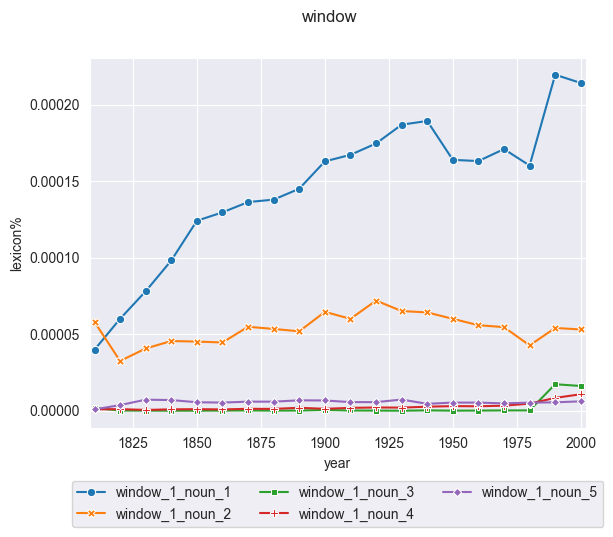 window
0.00020
0.00015
0.00010
0.00005
0.00000
lexicon%
1825 1850 1875 1900 1925 1950 1975 2000
year
window_1_noun_1 window_1_noun_3 window_1_noun_5
window_1_noun_2 window_1_noun_4